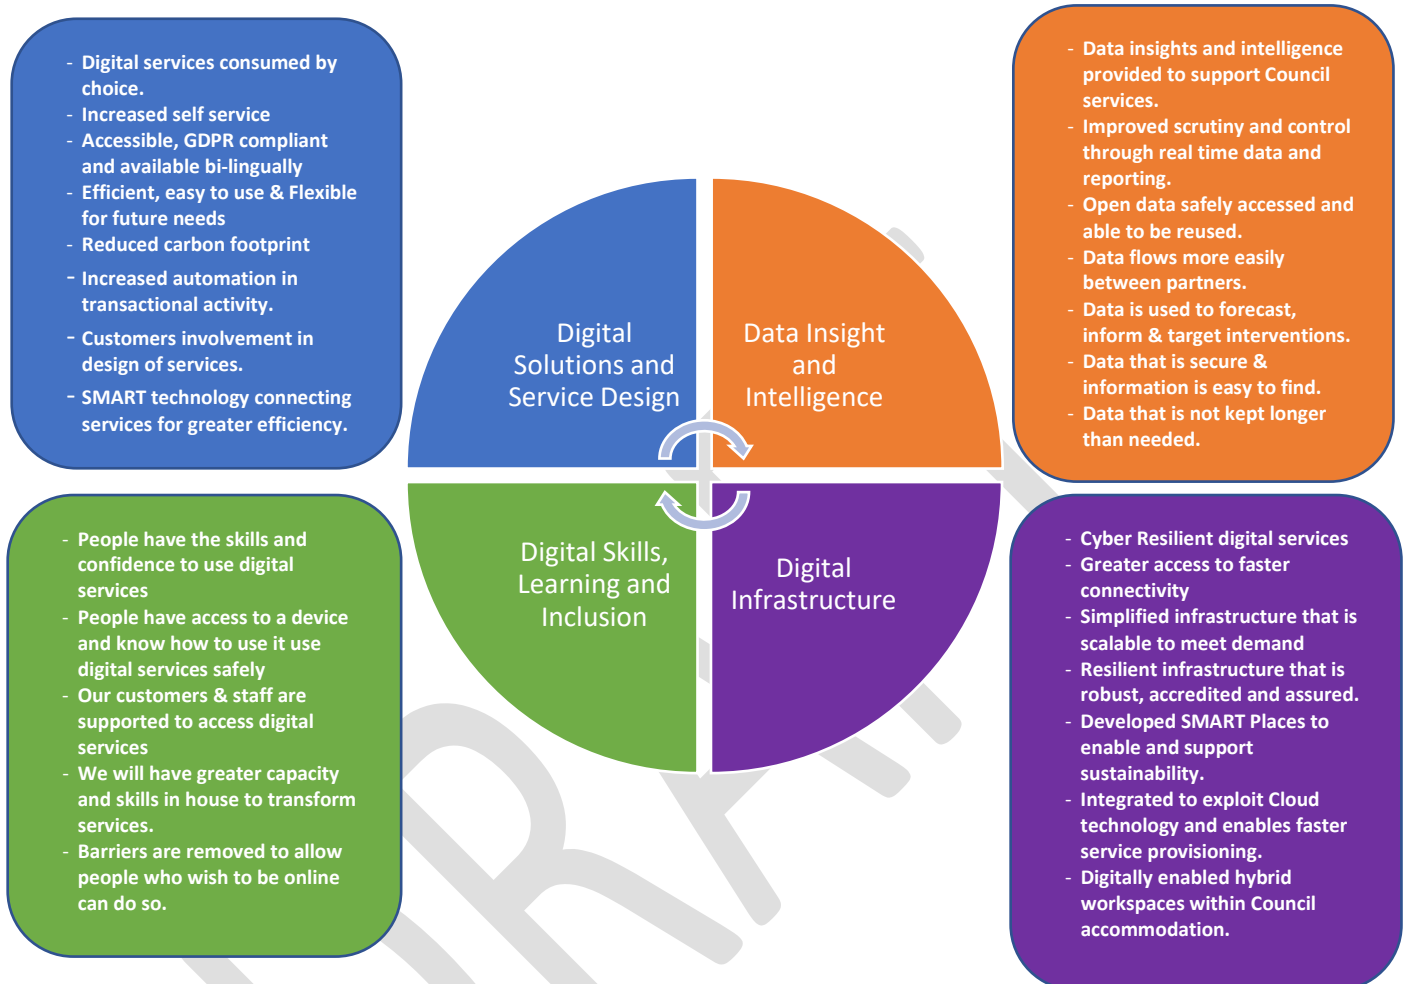 - Digital services consumed by
choice.
- Increased self service
- Accessible, GDPR compliant
and available bi-lingually
- Efficient, easy to use & Flexible
for future needs
- Reduced carbon footprint
- Increased automation in
transactional activity.
- Customers involvement in
design of services.
- SMART technology connecting
services for greater efficiency.
- Data insights and intelligence
provided to support Council
services.
- Improved scrutiny and control
through real time data and
reporting.
- Open data safely accessed and
able to be reused.
- Data flows more easily
between partners.
- Data is used to forecast,
inform & target interventions.
- Data that is secure &
information is easy to find.
- Data that is not kept longer
than needed.
Digital
Solutions and
Service Design
Data Insight
and
Intelligence
Digital Skills,
Learning and
Inclusion
Digital
Infrastructure
- People have the skills and
confidence to use digital
services
- People have access to a device
and know how to use it use
digital services safely
- Our customers & staff are
supported to access digital
services
- We will have greater capacity
and skills in house to transform
services.
- Barriers are removed to allow
people who wish to be online
can do so.
- Cyber Resilient digital services
- Greater access to faster
connectivity
- Simplified infrastructure that is
scalable to meet demand
- Resilient infrastructure that is
robust, accredited and assured.
- Developed SMART Places to
enable and support
sustainability.
- Integrated to exploit Cloud
technology and enables faster
service provisioning.
- Digitally enabled hybrid
workspaces within Council
accommodation.
DRAFT